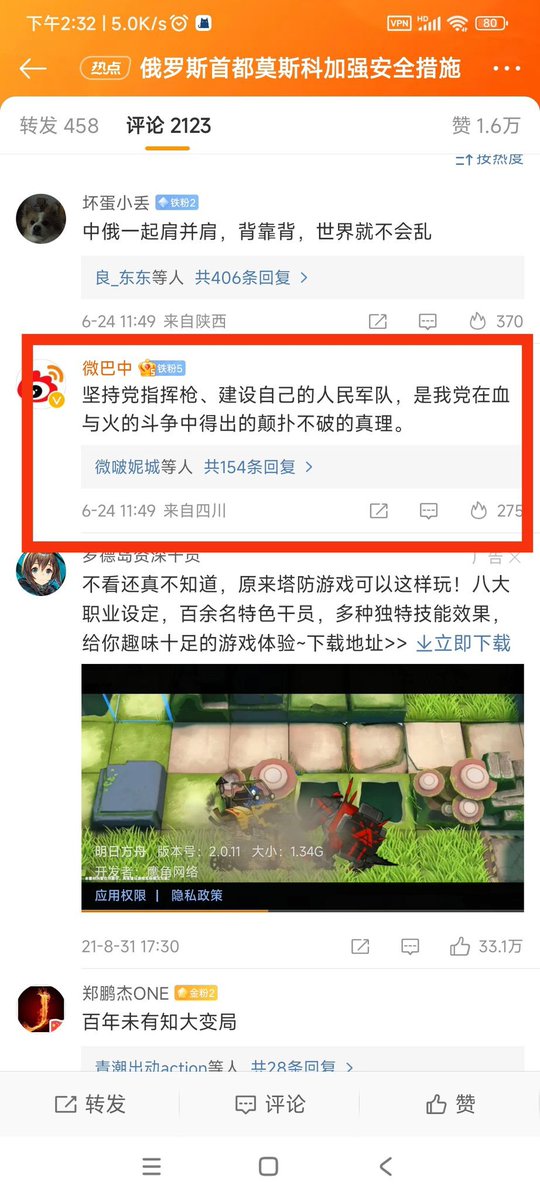 下午2:32 | 5.0K/s
VPN HD 80
热点 俄罗斯首都莫斯科加强安全措施
转发 458 评论 2123 赞 1.6万
按热度
坏蛋小丢 铁粉2
中俄一起肩并肩，背靠背，世界就不会乱
良_东东等人 共406条回复 >
6-24 11:49 来自陕西 370
微巴中 铁粉5
坚持党指挥枪、建设自己的人民军队，是我党在血
与火的斗争中得出的颠扑不破的真理。
微啵妮城等人 共154条回复 >
6-24 11:49 来自四川 275
罗德岛资深干员 广告
不看还真不知道，原来塔防游戏可以这样玩！八大
职业设定，百余名特色干员，多种独特技能效果，
给你趣味十足的游戏体验~下载地址>> 立即下载
明日方舟 版本号：2.0.11 大小：1.34G
开发者：鹰角网络
应用权限 | 隐私政策
21-8-31 17:30 33.1万
郑鹏杰ONE 金粉2
百年未有知大变局
青潮出动action等人 共28条回复 >
转发 评论 赞